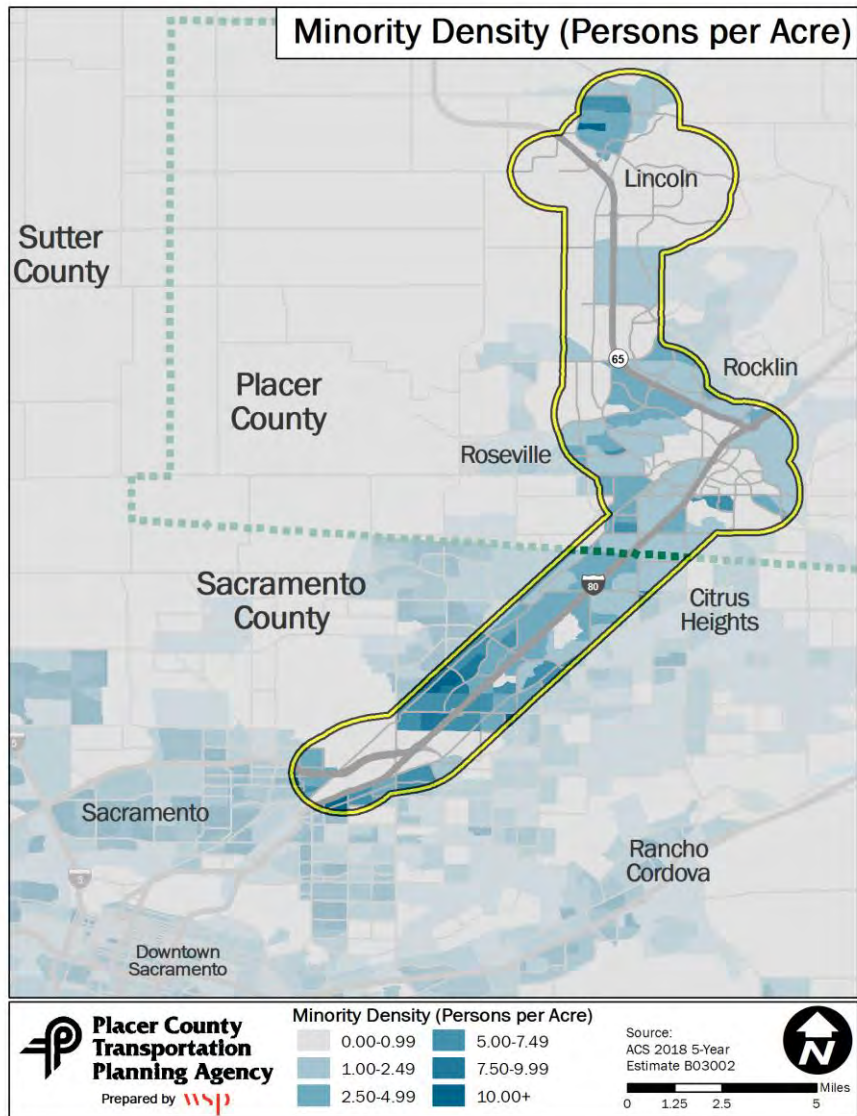 Minority Density (Persons per Acre)
Lincoln
Sutter
County
65
Rocklin
Placer
County
Roseville
Sacramento
County
80
Citrus
Heights
5
Sacramento
Rancho
Cordova
5
Downtown
Sacramento
Placer County
Transportation
Planning Agency
Prepared by wsp
Minority Density (Persons per Acre)
0.00-0.99
1.00-2.49
2.50-4.99
5.00-7.49
7.50-9.99
10.00+
Source:
ACS 2018 5-Year
Estimate B03002
N
Miles
0 1.25 2.5 5